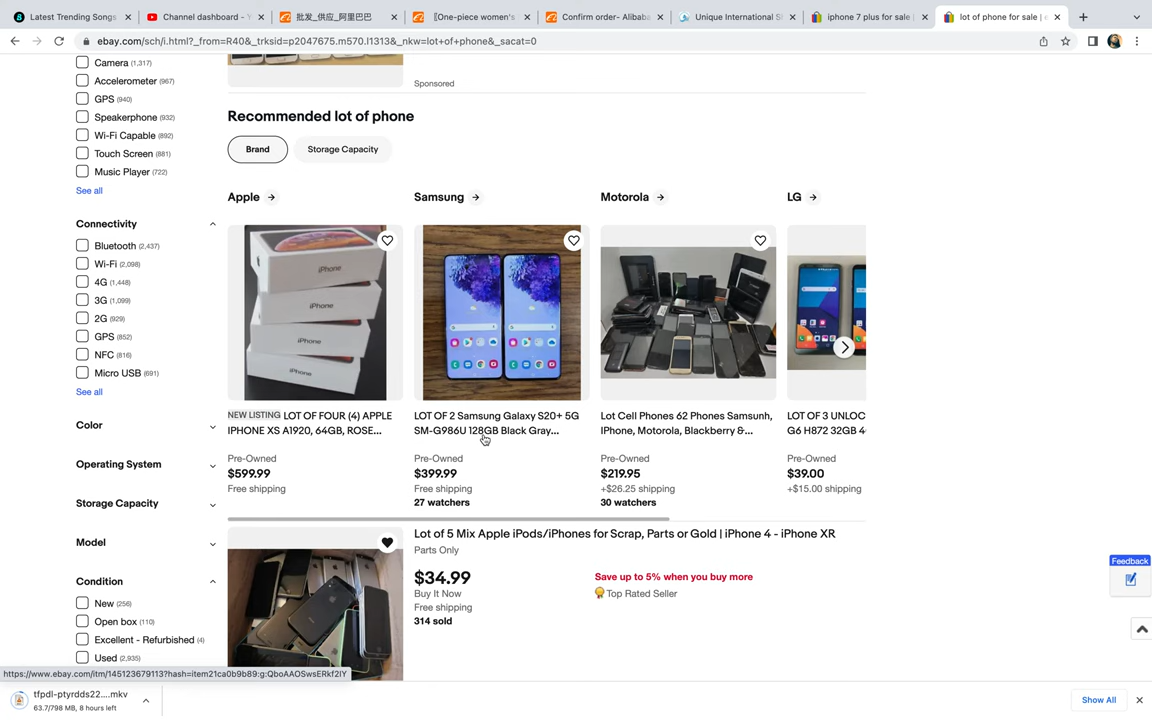 Latest Trending Songs
Channel dashboard - Y
批发_供应_阿里巴巴
〖One-piece women's
Confirm order- Alibaba
Unique International S
iphone 7 plus for sale |
lot of phone for sale | e
ebay.com/sch/i.html?_from=R40&_trksid=p2047675.m570.l1313&_nkw=lot+of+phone&_sacat=0
Camera (1,317)
Accelerometer (967)
GPS (940)
Speakerphone (932)
Wi-Fi Capable (892)
Touch Screen (881)
Music Player (722)
See all
Connectivity
Bluetooth (2,437)
Wi-Fi (2,098)
4G (1,448)
3G (1,099)
2G (929)
GPS (852)
NFC (816)
Micro USB (691)
See all
Color
Operating System
Storage Capacity
Model
Condition
New (256)
Open box (110)
Excellent - Refurbished (4)
Used (2,935)
Sponsored
Recommended lot of phone
Brand
Storage Capacity
Apple →
Samsung →
Motorola →
LG →
iPhone
iPhone
iPhone
iPhone
NEW LISTING LOT OF FOUR (4) APPLE
IPHONE XS A1920, 64GB, ROSE...
Pre-Owned
$599.99
Free shipping
LOT OF 2 Samsung Galaxy S20+ 5G
SM-G986U 128GB Black Gray...
Pre-Owned
$399.99
Free shipping
27 watchers
Lot Cell Phones 62 Phones Samsunh,
IPhone, Motorola, Blackberry &...
Pre-Owned
$219.95
+$26.25 shipping
30 watchers
LOT OF 3 UNLOC
G6 H872 32GB 4
Pre-Owned
$39.00
+$15.00 shipping
Lot of 5 Mix Apple iPods/iPhones for Scrap, Parts or Gold | iPhone 4 - iPhone XR
Parts Only
$34.99
Buy It Now
Free shipping
314 sold
Save up to 5% when you buy more
Top Rated Seller
Feedback
https://www.ebay.com/itm/145123679113?hash=item21ca0b9b89:g:QboAAOSwsERkf2IY
tfpdl-ptyrdds22....mkv
63.7/798 MB, 8 hours left
Show All